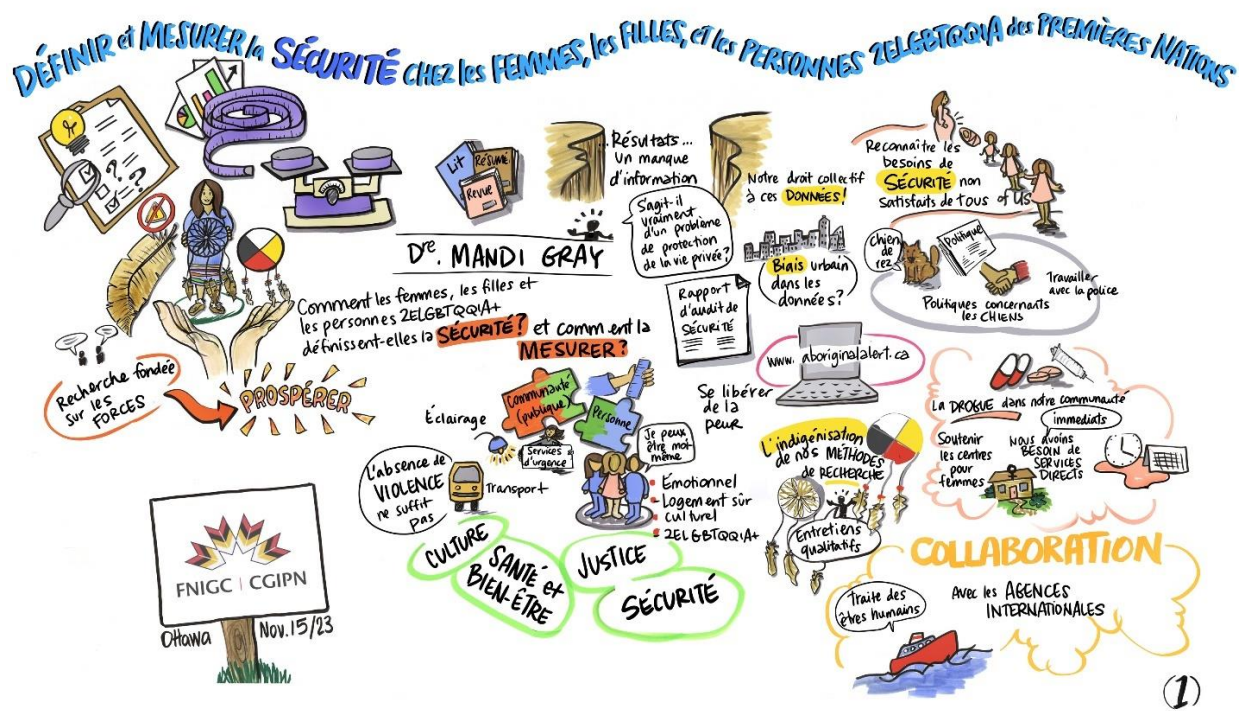 DÉFINIR et MESURER la SÉCURITÉ CHEZ les FEMMES, les FILLES, et les PERSONNES 2ELGBTQQIA des PREMIÈRES NATIONS
?
?
?
Lit
Revue
RÉSUMÉ.
...Résultats...
Un manque
d'information
S'agit-il
vraiment
d'un problème
de protection
de la vie privée?
Notre droit collectif
à ces DONNÉES!
Biais urbain
dans les
données?
Reconnaître les
besoins de
SÉCURITÉ non
Satisfaits de tous of us
Chien
de rez
Politique
Travailler
avec la police
Politiques concernants
les CHIENS
Dre. MANDI GRAY
Comment les femmes, les filles et
les personnes 2ELGBTQQIA+
définissent-elles la SÉCURITÉ? et comm ent la
MESURER?
Rapport
d'audit de
SÉCURITÉ
www. aboriginalalert.ca
Recherche fondée
sur les
FORCES
PROSPÉRER
Éclairage
Communauté
(publique)
Personne
Services
d'urgence
L'absence de
VIOLENCE
ne suffit
pas
Transport
Je peux
être moi-
même
Emotionnel
Logement sûr
culturel
2ELGBTQQIA+
CULTURE
SANTÉ et
BIEN-ÊTRE
JUSTICE
SÉCURITÉ
Se libérer
de la
peur
L'indigénisation
de nos MÉTHODES
de RECHERCHE
Entretiens
qualitatifs
La DROGUE dans notre communauté
immediats
Soutenir
les centres
pour
femmes
NOUS avoins
BESOIN de
SERVICES
DIRECTS
COLLABORATION
Traite des
êtres humains
Avec les AGENCES
INTERNATIONALES
FNIGC | CGIPN
Ottawa
Nov. 15/23
(1)